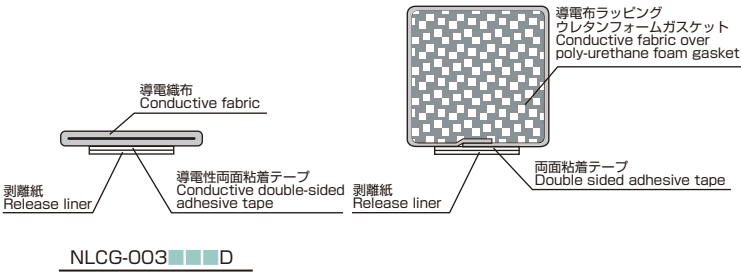 導電織布
Conductive fabric
剥離紙
Release liner
導電性両面粘着テープ
Conductive double-sided
adhesive tape
NLCG-003■■■D
導電布ラッピング
ウレタンフォームガスケット
Conductive fabric over
poly-urethane foam gasket
剥離紙
Release liner
両面粘着テープ
Double sided adhesive tape